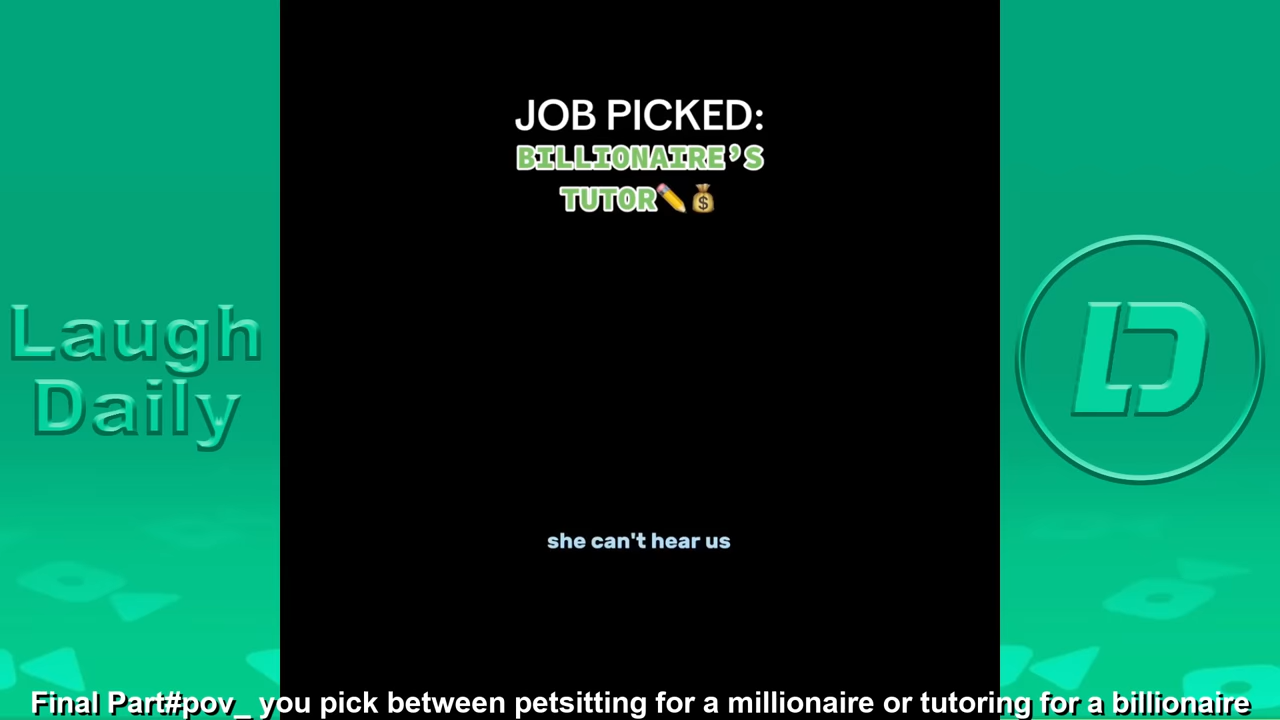 JOB PICKED:
BILLIONAIRE’S
TUTOR✏️💰
Laugh
Daily
LD
she can't hear us
Final Part#pov_ you pick between petsitting for a millionaire or tutoring for a billionaire